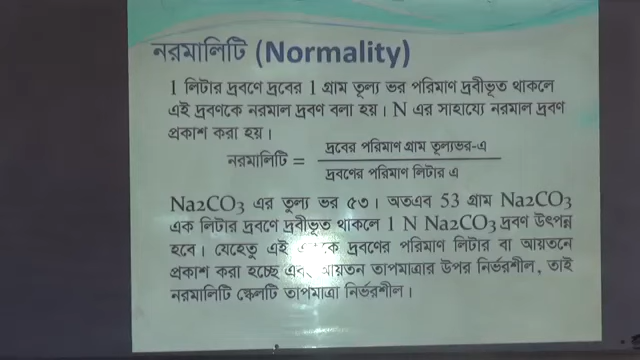 নরমালিটি (Normality)
1 লিটার দ্রবণে দ্রবের 1 গ্রাম তুল্য ভর পরিমাণ দ্রবীভূত থাকলে
এই দ্রবণকে নরমাল দ্রবণ বলা হয়। N এর সাহায্যে নরমাল দ্রবণ
প্রকাশ করা হয়।
দ্রবের পরিমাণ গ্রাম তূল্যভর-এ
নরমালিটি =
দ্রবণের পরিমাণ লিটার এ
Na2CO3 এর তুল্য ভর ৫৩। অতএব 53 গ্রাম Na2CO3
এক লিটার দ্রবণে দ্রবীভূত থাকলে 1 N Na2CO3 দ্রবণ উৎপন্ন
হবে। যেহেতু এই দ্রবণের পরিমাণ লিটার বা আয়তনে
প্রকাশ করা হচ্ছে এবং আয়তন তাপমাত্রার উপর নির্ভরশীল, তাই
নরমালিটি স্কেলটি তাপমাত্রা নির্ভরশীল।